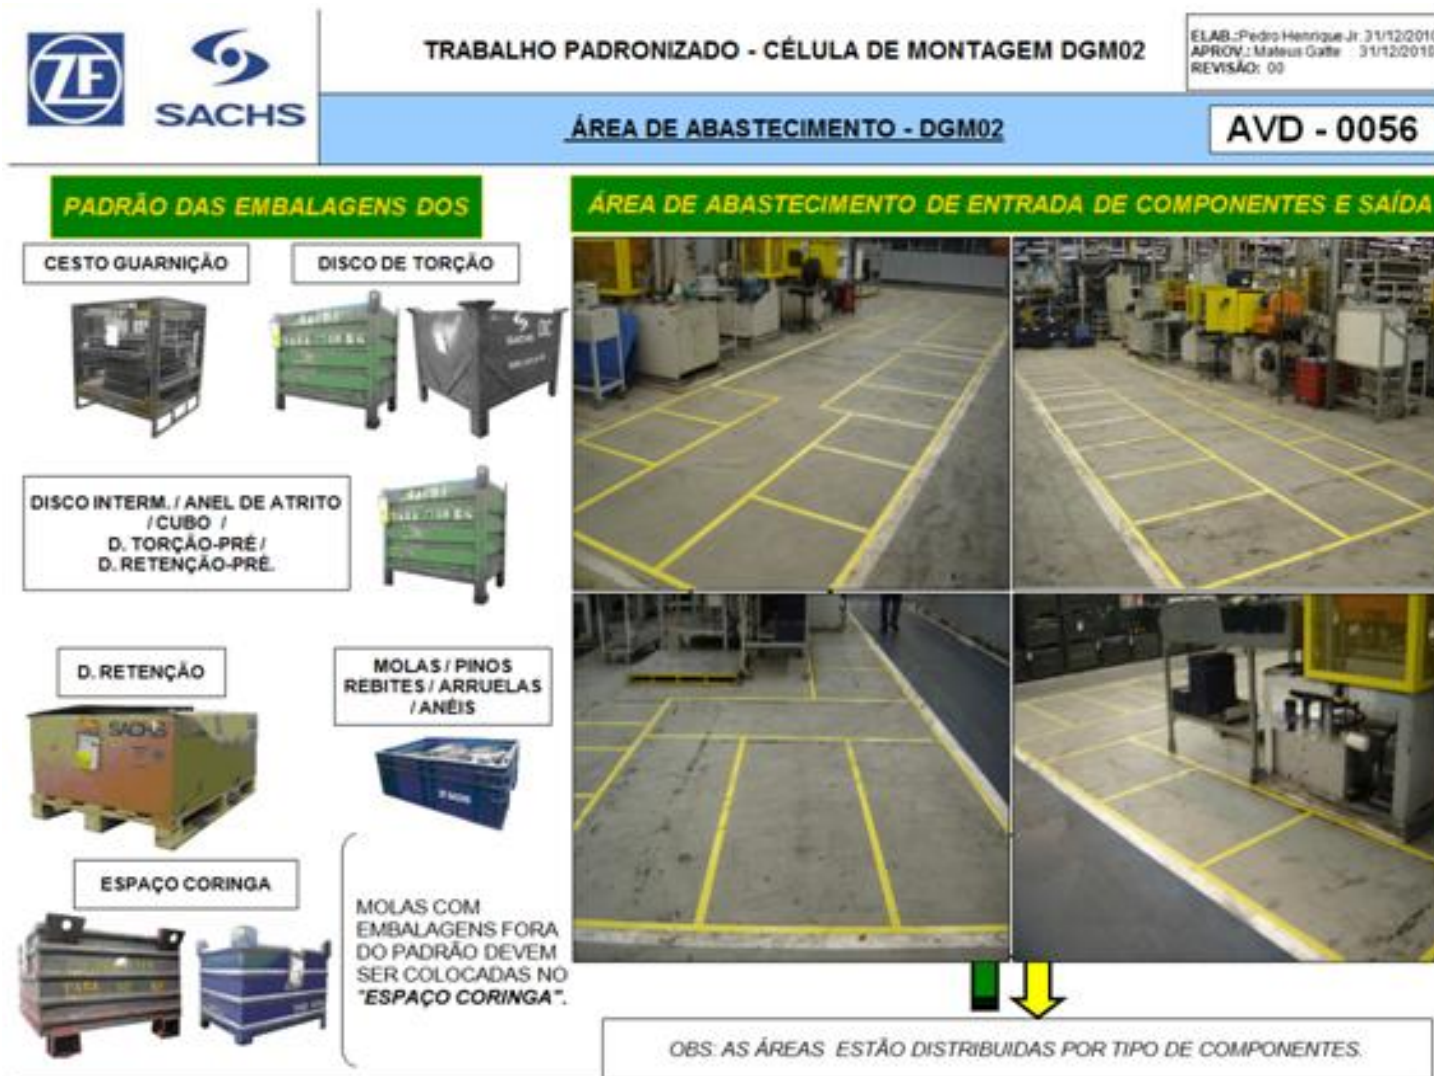 ZF
SACHS
TRABALHO PADRONIZADO - CÉLULA DE MONTAGEM DGM02
ELAB.:Pedro Henrique Jr. 31/12/2010
APROV.: Mateus Gatte : 31/12/2010
REVISÃO: 00
ÁREA DE ABASTECIMENTO - DGM02
AVD - 0056
PADRÃO DAS EMBALAGENS DOS
ÁREA DE ABASTECIMENTO DE ENTRADA DE COMPONENTES E SAÍDA
CESTO GUARNIÇÃO
DISCO DE TORÇÃO
SACHS
DISCO INTERM. / ANEL DE ATRITO
/ CUBO /
D. TORÇÃO-PRÉ /
D. RETENÇÃO-PRÉ.
D. RETENÇÃO
MOLAS / PINOS
REBITES / ARRUELAS
/ ANÉIS
SACHS
ZF SACHS
ESPAÇO CORINGA
MOLAS COM
EMBALAGENS FORA
DO PADRÃO DEVEM
SER COLOCADAS NO
"ESPAÇO CORINGA".
OBS: AS ÁREAS ESTÃO DISTRIBUIDAS POR TIPO DE COMPONENTES.